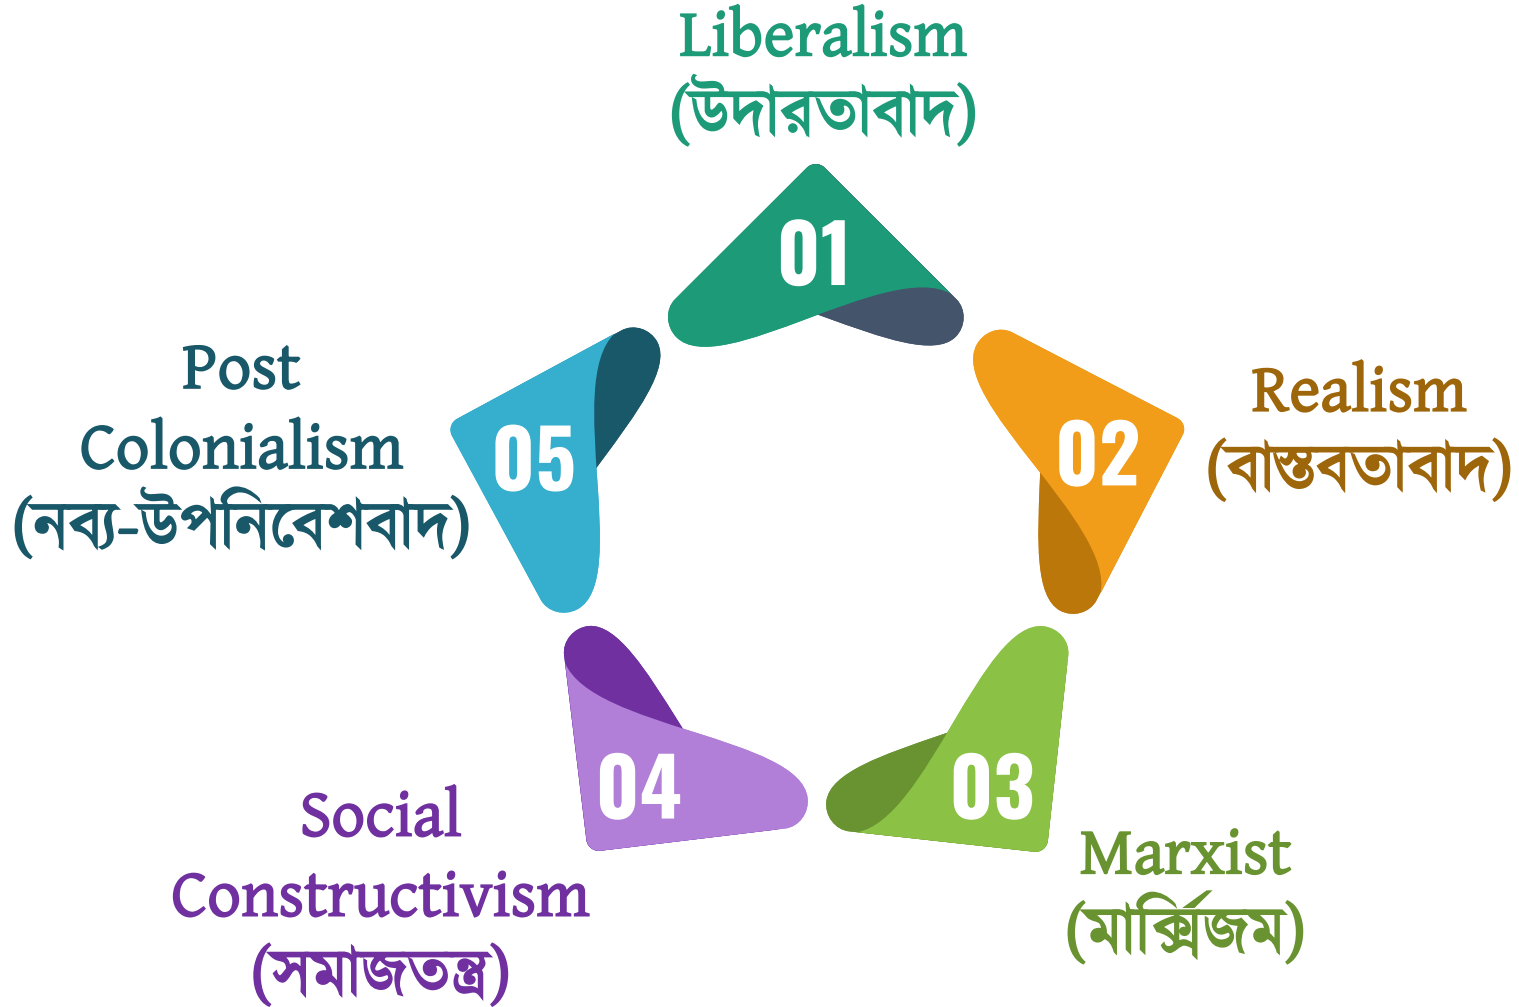 Liberalism
(উদারতাবাদ)
01
02
Realism
(বাস্তবতাবাদ)
03
Marxist
(মার্ক্সিজম)
04
Social
Constructivism
(সমাজতন্ত্র)
05
Post
Colonialism
(নব্য-উপনিবেশবাদ)